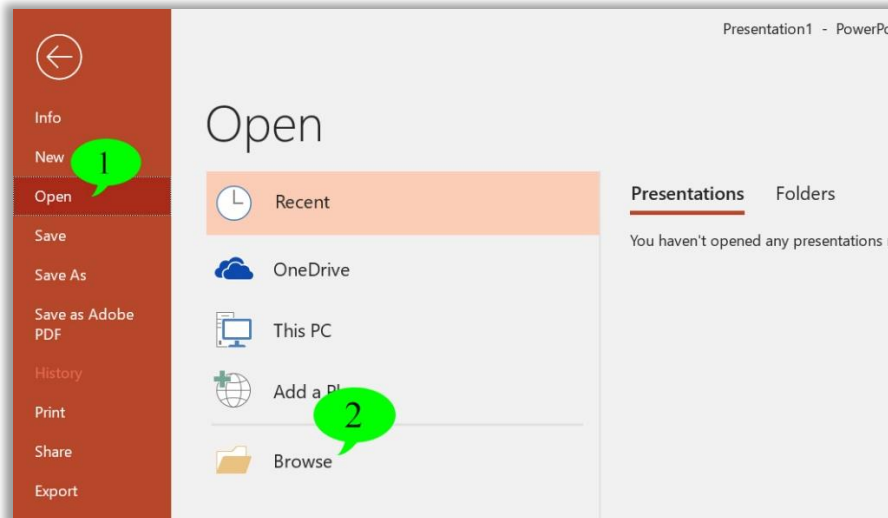 Presentation1 - PowerPo
Info
New
1
Open
Save
Save As
Save as Adobe
PDF
History
Print
Share
Export
Open
Recent
OneDrive
This PC
Add a
2
Browse
Presentations Folders
You haven't opened any presentations